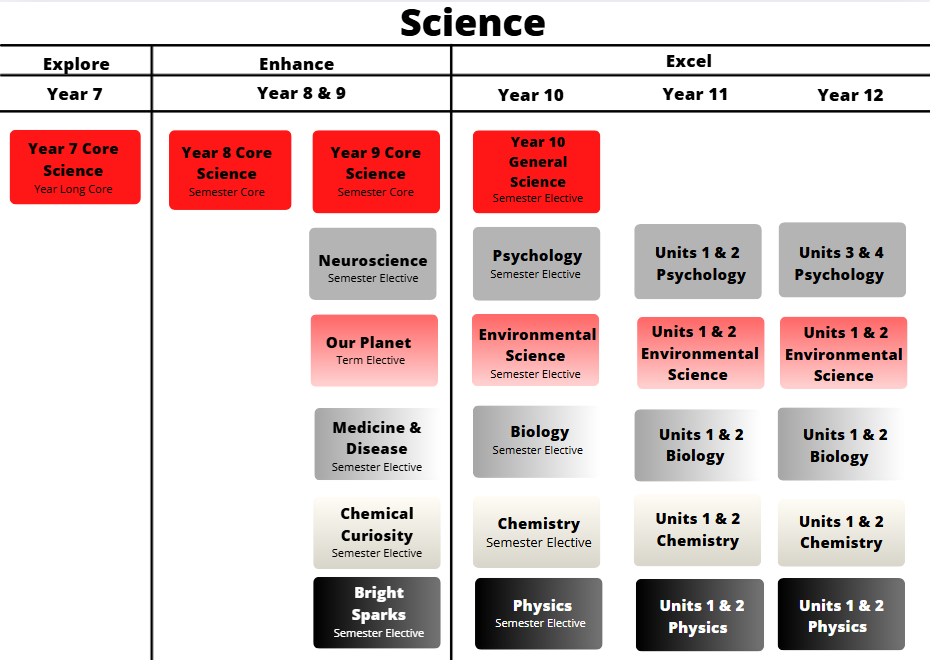 Science
Explore
Enhance
Excel
Year 7
Year 8 & 9
Year 10
Year 11
Year 12
Year 7 Core
Science
Year Long Core
Year 8 Core
Science
Semester Core
Year 9 Core
Science
Semester Core
Year 10
General
Science
Semester Elective
Neuroscience
Semester Elective
Psychology
Semester Elective
Units 1 & 2
Psychology
Units 3 & 4
Psychology
Our Planet
Term Elective
Environmental
Science
Semester Elective
Units 1 & 2
Environmental
Science
Units 1 & 2
Environmental
Science
Medicine &
Disease
Semester Elective
Biology
Semester Elective
Units 1 & 2
Biology
Units 1 & 2
Biology
Chemical
Curiosity
Semester Elective
Chemistry
Semester Elective
Units 1 & 2
Chemistry
Units 1 & 2
Chemistry
Bright
Sparks
Semester Elective
Physics
Semester Elective
Units 1 & 2
Physics
Units 1 & 2
Physics